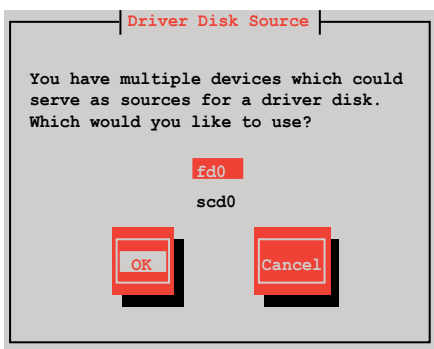 Driver Disk Source
You have multiple devices which could
serve as sources for a driver disk.
Which would you like to use?
fd0
scd0
OK Cancel